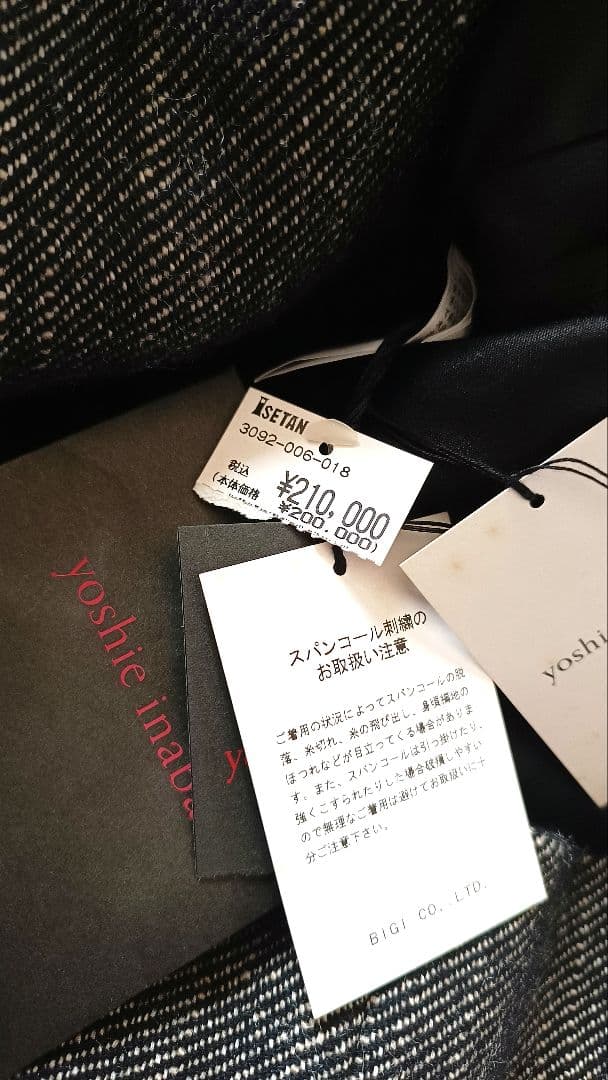 ISETAN
3092-006-018
税込 ¥210,000
(本体価格 ¥200,000)
yoshie inaba
スパンコール刺繍の
お取扱い注意
ご着用の状況によってスパンコールの脱
落、糸切れ、糸の飛び出し、身頃編地の
ほつれなどが目立ってくる場合がありま
す。また、スパンコールは引っ掛けたり、
強くこすられたりした場合破損しやすい
ので無理なご着用は避けてお取扱いに十
分ご注意下さい。
BIGI CO.,LTD.
y
yoshi